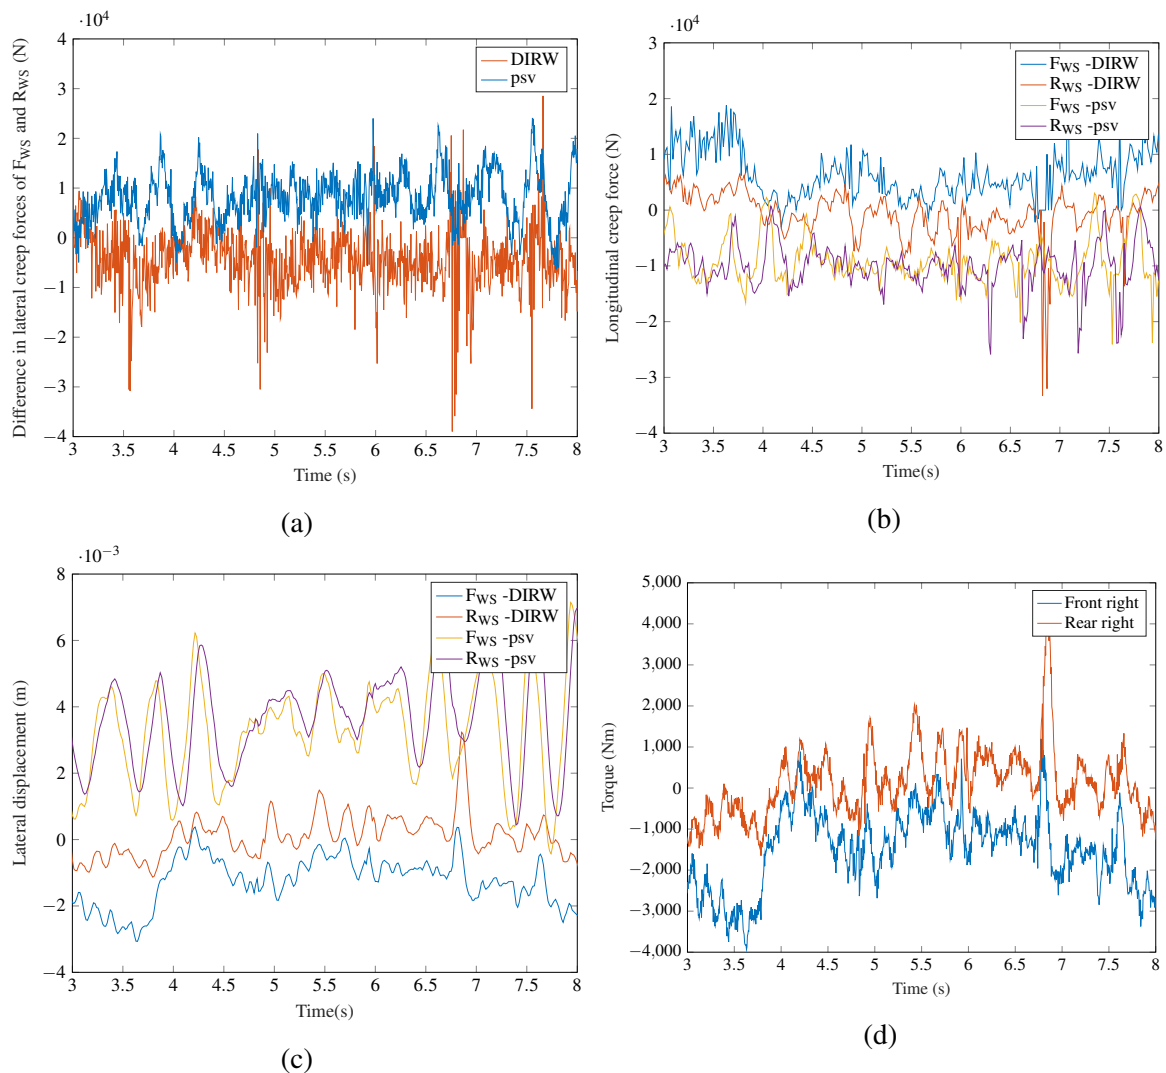 ·10⁴
Difference in lateral creep forces of F_WS and R_WS (N)
4
3
2
1
0
−1
−2
−3
−4
3 3.5 4 4.5 5 5.5 6 6.5 7 7.5 8
Time (s)
DIRW
psv
(a)
·10⁴
Longitudinal creep force (N)
3
2
1
0
−1
−2
−3
−4
3 3.5 4 4.5 5 5.5 6 6.5 7 7.5 8
Time(s)
F_WS -DIRW
R_WS -DIRW
F_WS -psv
R_WS -psv
(b)
·10⁻³
Lateral displacement (m)
8
6
4
2
0
−2
−4
3 3.5 4 4.5 5 5.5 6 6.5 7 7.5 8
Time(s)
F_WS -DIRW
R_WS -DIRW
F_WS -psv
R_WS -psv
(c)
Torque (Nm)
5,000
4,000
3,000
2,000
1,000
0
−1,000
−2,000
−3,000
−4,000
3 3.5 4 4.5 5 5.5 6 6.5 7 7.5 8
Time (s)
Front right
Rear right
(d)